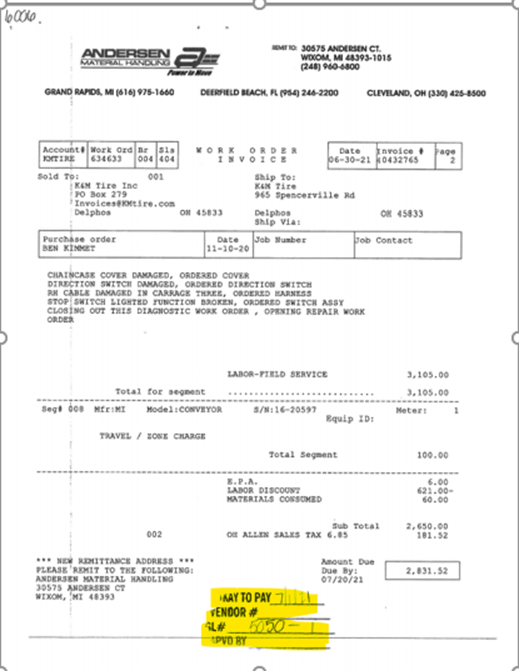 6006.
ANDERSEN
MATERIAL HANDLING
Power to Move
REMIT TO: 30575 ANDERSEN CT.
WIXOM, MI 48393-1015
(248) 960-6800
GRAND RAPIDS, MI (616) 975-1660 DEERFIELD BEACH, FL (954) 246-2200 CLEVELAND, OH (330) 425-8500
Account# Work Ord Br Sls WORK ORDER Date Invoice # Page
KMTIRE 634633 004 404 INVOICE 06-30-21 40432765 2
Sold To: 001 Ship To:
K&M Tire Inc K&M Tire
PO Box 279 965 Spencerville Rd
Invoices@KMtire.com
Delphos OH 45833 Delphos OH 45833
Ship Via:
Purchase order Date Job Number Job Contact
BEN KIMMET 11-10-20
CHAINCASE COVER DAMAGED, ORDERED COVER
DIRECTION SWITCH DAMAGED, ORDERED DIRECTION SWITCH
RH CABLE DAMAGED IN CARRAGE THREE, ORDERED HARNESS
STOP SWITCH LIGHTED FUNCTION BROKEN, ORDERED SWITCH ASSY
CLOSING OUT THIS DIAGNOSTIC WORK ORDER , OPENING REPAIR WORK
ORDER
LABOR-FIELD SERVICE 3,105.00
Total for segment .......................... 3,105.00
Seg# 008 Mfr:MI Model:CONVEYOR S/N:16-20597 Meter: 1
Equip ID:
TRAVEL / ZONE CHARGE
Total Segment 100.00
E.P.A. 6.00
LABOR DISCOUNT 621.00-
MATERIALS CONSUMED 60.00
Sub Total 2,650.00
002 OH ALLEN SALES TAX 6.85 181.52
*** NEW REMITTANCE ADDRESS *** Amount Due
PLEASE REMIT TO THE FOLLOWING: Due By: 2,831.52
ANDERSEN MATERIAL HANDLING 07/20/21
30575 ANDERSEN CT
WIXOM, MI 48393
KAY TO PAY
VENDOR #
GL# 5050-
APVD BY